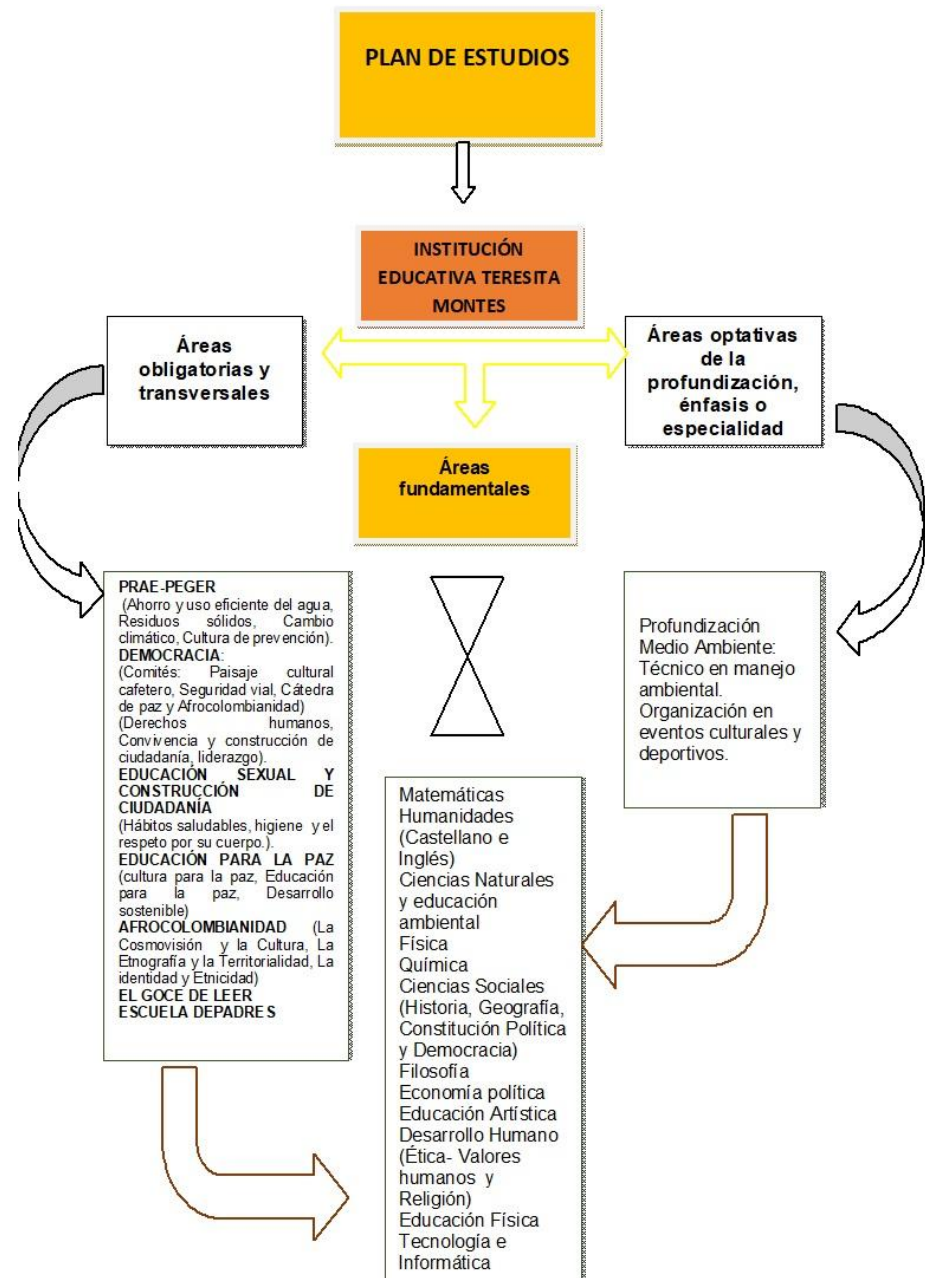 PLAN DE ESTUDIOS
INSTITUCIÓN
EDUCATIVA TERESITA
MONTES
Áreas
obligatorias y
transversales
Áreas optativas
de la
profundización,
énfasis o
especialidad
Áreas
fundamentales
PRAE-PEGER
(Ahorro y uso eficiente del agua,
Residuos sólidos, Cambio
climático, Cultura de prevención).
DEMOCRACIA:
(Comités: Paisaje cultural
cafetero, Seguridad vial, Cátedra
de paz y Afrocolombianidad)
(Derechos humanos,
Convivencia y construcción de
ciudadanía, liderazgo).
EDUCACIÓN SEXUAL Y
CONSTRUCCIÓN DE
CIUDADANÍA
(Hábitos saludables, higiene y el
respeto por su cuerpo.).
EDUCACIÓN PARA LA PAZ
(cultura para la paz, Educación
para la paz, Desarrollo
sostenible)
AFROCOLOMBIANIDAD (La
Cosmovisión y la Cultura, La
Etnografía y la Territorialidad, La
identidad y Etnicidad)
EL GOCE DE LEER
ESCUELA DEPADRES
Profundización
Medio Ambiente:
Técnico en manejo
ambiental.
Organización en
eventos culturales y
deportivos.
Matemáticas
Humanidades
(Castellano e
Inglés)
Ciencias Naturales
y educación
ambiental
Física
Química
Ciencias Sociales
(Historia, Geografía,
Constitución Política
y Democracia)
Filosofía
Economía política
Educación Artística
Desarrollo Humano
(Ética- Valores
humanos y
Religión)
Educación Física
Tecnología e
Informática